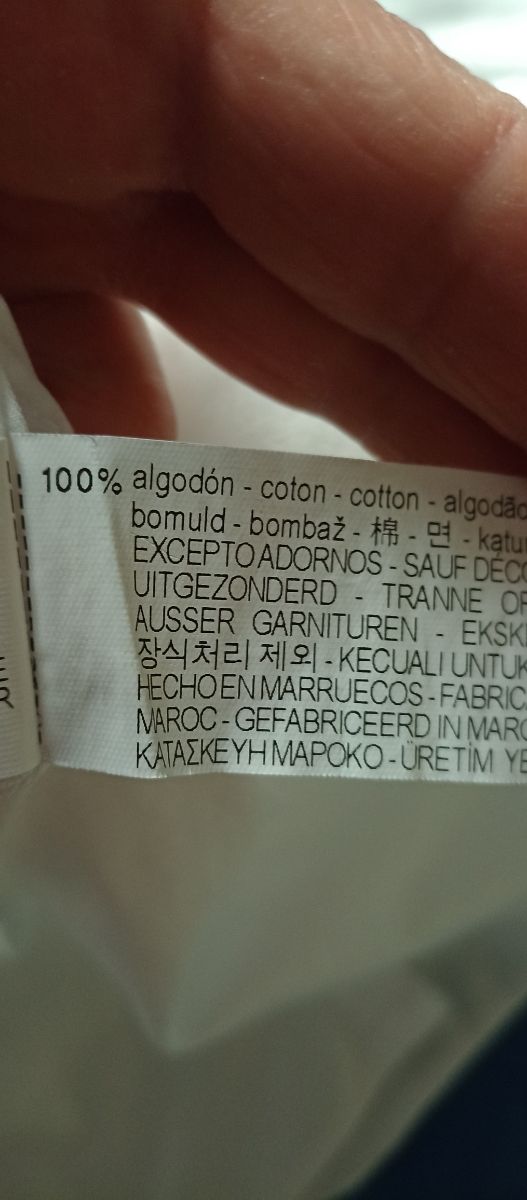 100% algodón - coton - cotton - algodão
bomuld - bombaž - 棉 - 면 - katun
EXCEPTO ADORNOS - SAUF DÉCO
UITGEZONDERD - TRANNE OR
AUSSER GARNITUREN - EKSKL
장식처리 제외 - KECUALI UNTUK
HECHO EN MARRUECOS - FABRIC
MAROC - GEFABRICEERD IN MARO
ΚΑΤΑΣΚΕΥΗ ΜΑΡΟΚΟ - ÜRETİM YE